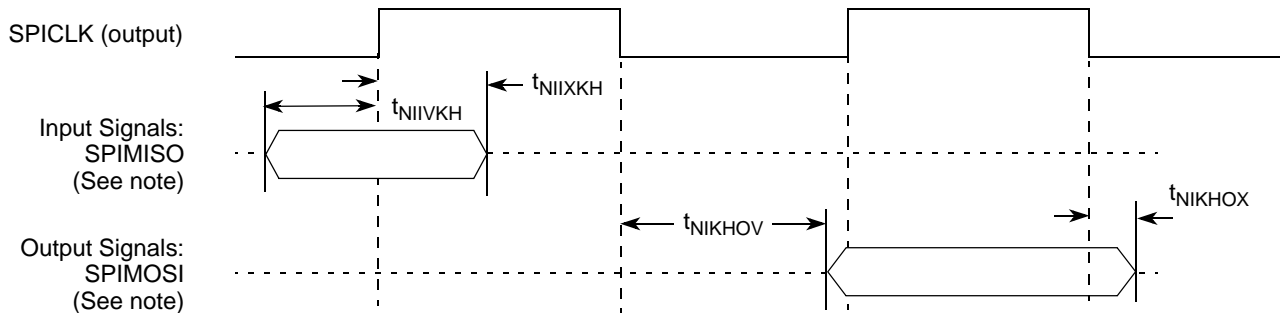 SPICLK (output)
tNIIXKH
tNIIVKH
Input Signals:
SPIMISO
(See note)
tNIKHOX
tNIKHOV
Output Signals:
SPIMOSI
(See note)